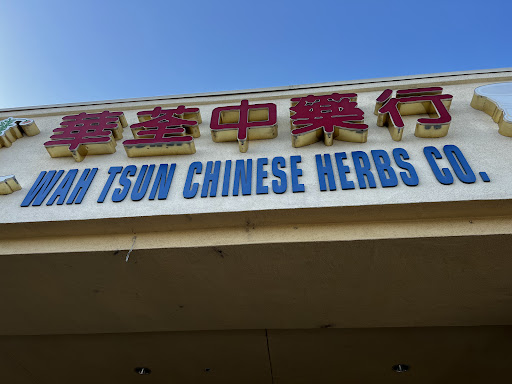 華荃中藥行
WAH TSUN CHINESE HERBS CO.